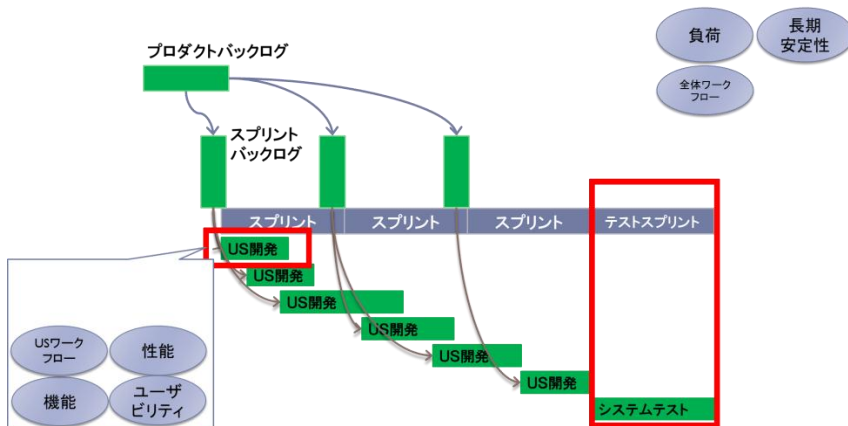 プロダクトバックログ
負荷
長期
安定性
全体ワーク
フロー
スプリント
バックログ
スプリント
スプリント
スプリント
テストスプリント
US開発
US開発
US開発
US開発
US開発
US開発
システムテスト
USワーク
フロー
性能
機能
ユーザ
ビリティ